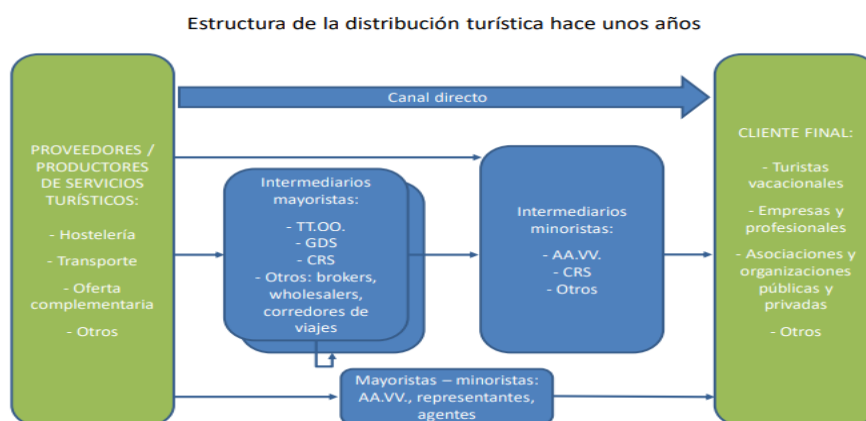 Estructura de la distribución turística hace unos años
Canal directo
PROVEEDORES /
PRODUCTORES
DE SERVICIOS
TURÍSTICOS:
- Hostelería
- Transporte
- Oferta
complementaria
- Otros
Intermediarios
mayoristas:
- TT.OO.
- GDS
- CRS
- Otros: brokers,
wholesalers,
corredores de
viajes
Intermediarios
minoristas:
- AA.VV.
- CRS
- Otros
Mayoristas – minoristas:
AA.VV., representantes,
agentes
CLIENTE FINAL:
- Turistas
vacacionales
- Empresas y
profesionales
- Asociaciones y
organizaciones
públicas y
privadas
- Otros